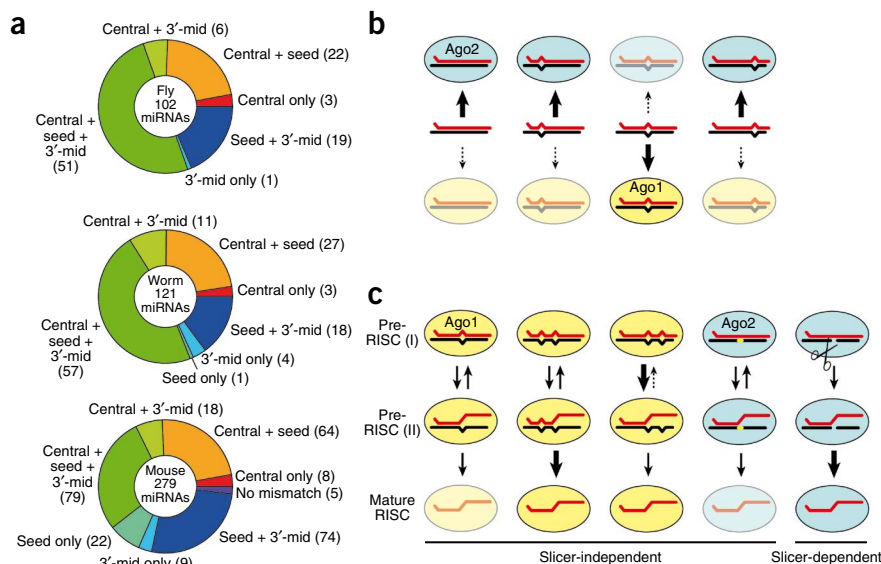 a
Central + 3′-mid (6)
Central + seed (22)
Central only (3)
Seed + 3′-mid (19)
3′-mid only (1)
Central +
seed +
3′-mid
(51)
Fly
102
miRNAs
Central + 3′-mid (11)
Central + seed (27)
Central only (3)
Seed + 3′-mid (18)
3′-mid only (4)
Seed only (1)
Central +
seed +
3′-mid
(57)
Worm
121
miRNAs
Central + 3′-mid (18)
Central + seed (64)
Central only (8)
No mismatch (5)
Seed + 3′-mid (74)
3′-mid only (9)
Seed only (22)
Central +
seed +
3′-mid
(79)
Mouse
279
miRNAs
b
Ago2
Ago1
c
Pre-
RISC (I)
Ago1
Ago2
Pre-
RISC (II)
Mature
RISC
Slicer-independent
Slicer-dependent